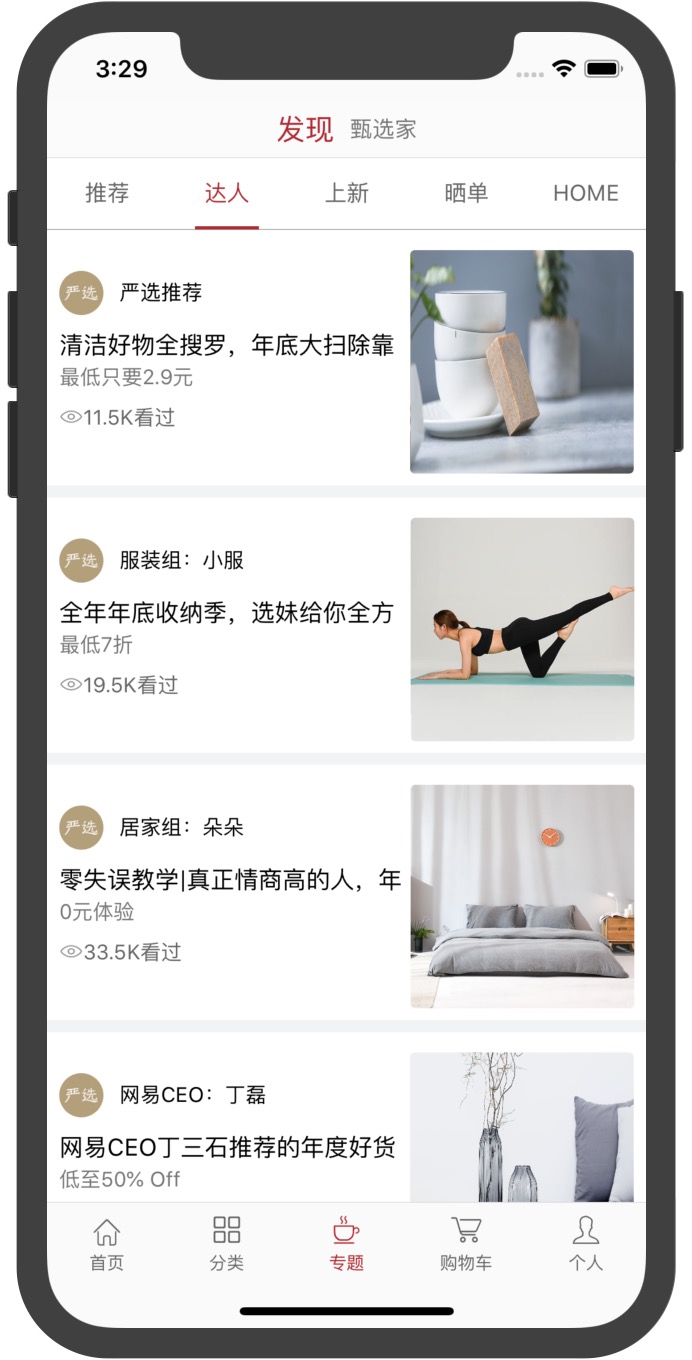 3:29
发现 甄选家
推荐 达人 上新 晒单 HOME
严选 严选推荐
清洁好物全搜罗，年底大扫除靠
最低只要2.9元
11.5K看过
严选 服装组：小服
全年年底收纳季，选妹给你全方
最低7折
19.5K看过
严选 居家组：朵朵
零失误教学|真正情商高的人，年
0元体验
33.5K看过
严选 网易CEO：丁磊
网易CEO丁三石推荐的年度好货
低至50% Off
首页 分类 专题 购物车 个人